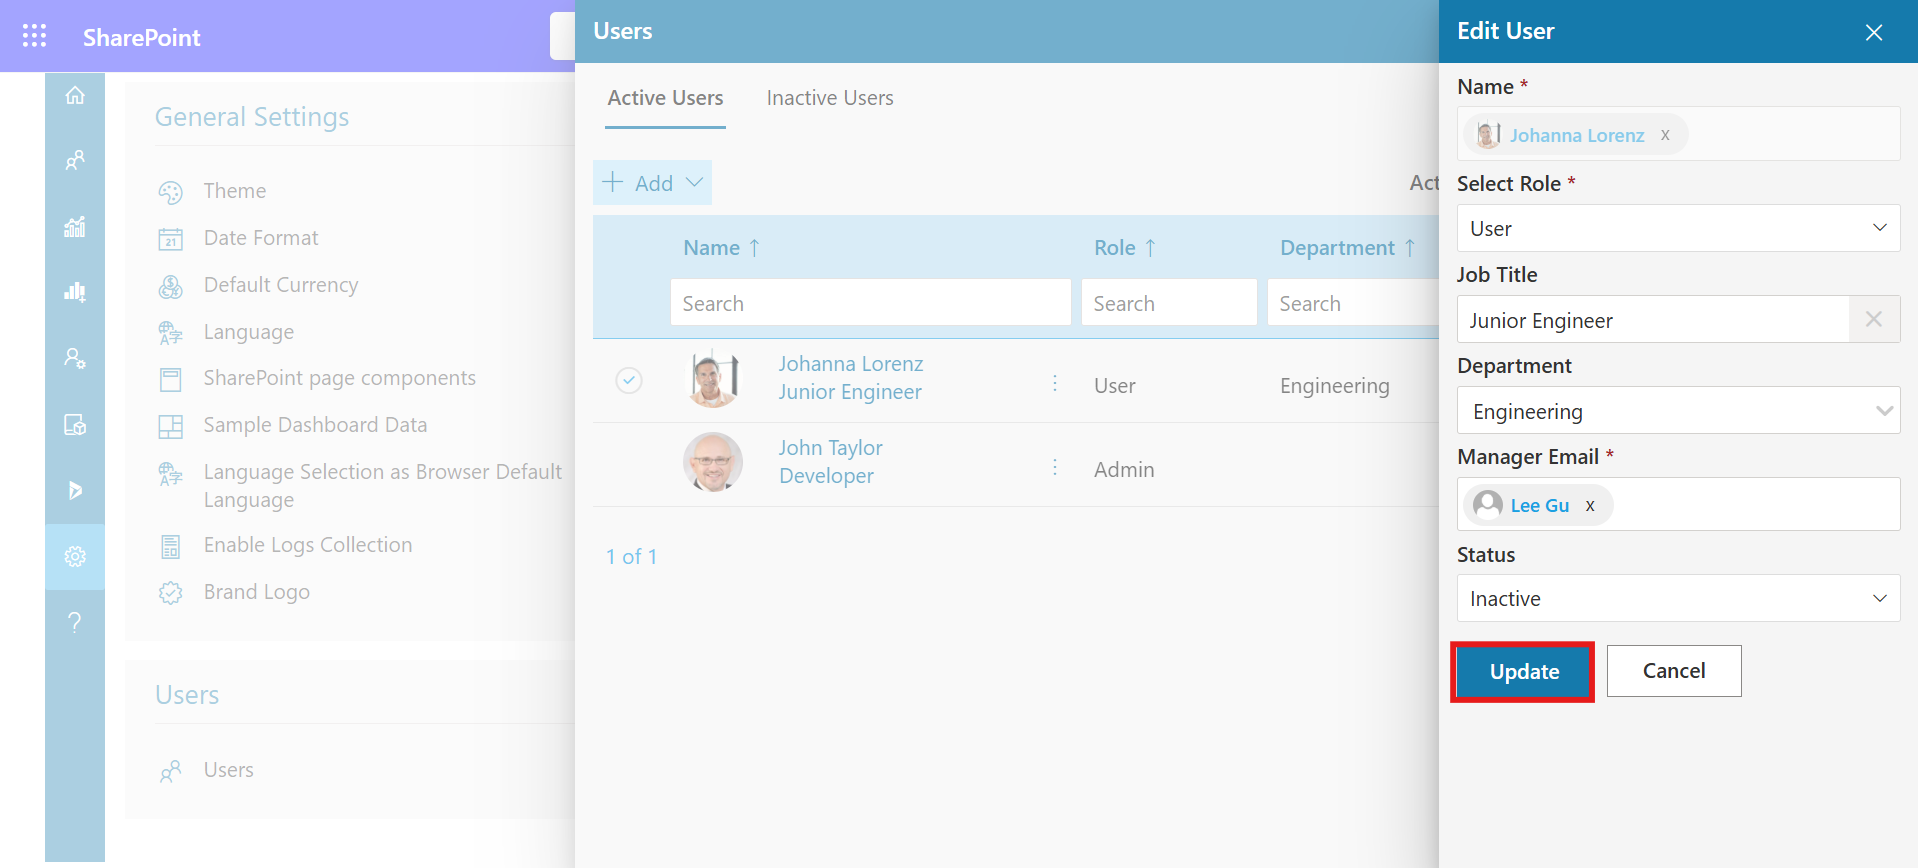 SharePoint
General Settings
Theme
21
Date Format
Default Currency
Language
SharePoint page components
Sample Dashboard Data
Language Selection as Browser Default
Language
Enable Logs Collection
Brand Logo
Users
Users
Users
Active Users
Inactive Users
Add
Act
Name
Role
Department
Search
Search
Search
Johanna Lorenz
Junior Engineer
User
Engineering
John Taylor
Developer
Admin
1 of 1
Edit User
Name *
Johanna Lorenz x
Select Role *
User
Job Title
Junior Engineer
Department
Engineering
Manager Email *
Lee Gu x
Status
Inactive
Update
Cancel